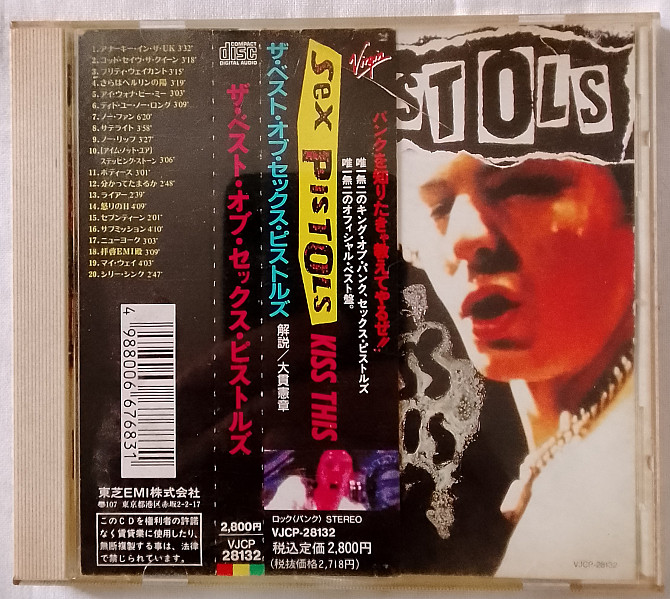 1. アナーキー・イン・ザ・UK 3'32"
2. ゴッド・セイヴ・ザ・クイーン 3'18"
3. プリティ・ヴェイカント 3'15"
4. さらばベルリンの陽 3'19"
5. アイ・ウォナ・ビー・ミー 3'03"
6. ディド・ユー・ノー・ロング 3'09"
7. ノー・ファン 6'20"
8. サテライト 3'58"
9. ノー・リップ 3'27"
10. [アイム・ノット・ユア]
ステッピング・ストーン 3'06"
11. ボディーズ 3'01"
12. 分かってたまるか 2'48"
13. ライアー 2'39"
14. 怒りの日 4'09"
15. セブンティーン 2'01"
16. サブミッション 4'10"
17. ニューヨーク 3'03"
18. 拝啓EMI殿 3'09"
19. マイ・ウェイ 4'03"
20. シリー・シング 2'47"
4 988006 676831
東芝EMI株式会社
〒107 東京都港区赤坂2-2-17
このCDを権利者の許諾
なく賃貸業に使用したり、
無断複製する事は、法律
で禁じられています。
COMPACT
disc
DIGITAL AUDIO
ザ・ベスト・オブ・セックス・ピストルズ
2,800円
VJCP
28132
ザ・ベスト・オブ・セックス・ピストルズ
解説/大貫憲章
Sex PISTOLS
KISS THIS
Virgin
パンクを知りたきゃ教えてやるぜ!!
唯一無二のキング・オブ・パンク、セックス・ピストルズ
唯一無二のオフィシャル・ベスト盤。
ロック〈パンク〉 STEREO
VJCP-28132
税込定価2,800円
(税抜価格2,718円)
STOLS
VJCP-28132